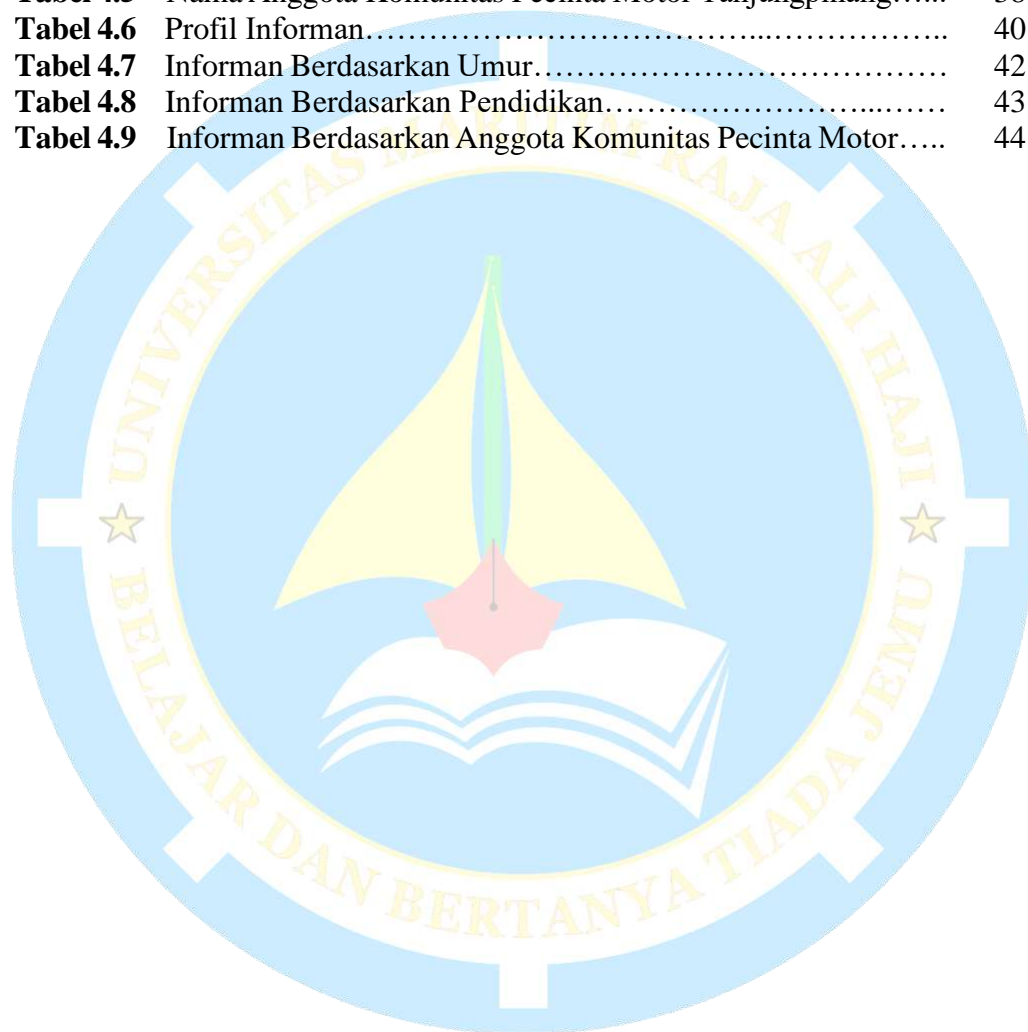 Tabel 4.6 Profil Informan…………………………………...…………….. 40
Tabel 4.7 Informan Berdasarkan Umur…………………………………… 42
Tabel 4.8 Informan Berdasarkan Pendidikan……………………...…… 43
Tabel 4.9 Informan Berdasarkan Anggota Komunitas Pecinta Motor….. 44
UNIVERSITAS MARITIM RAJA ALI HAJI
BELAJAR DAN BERTANYA TIADA JEMU